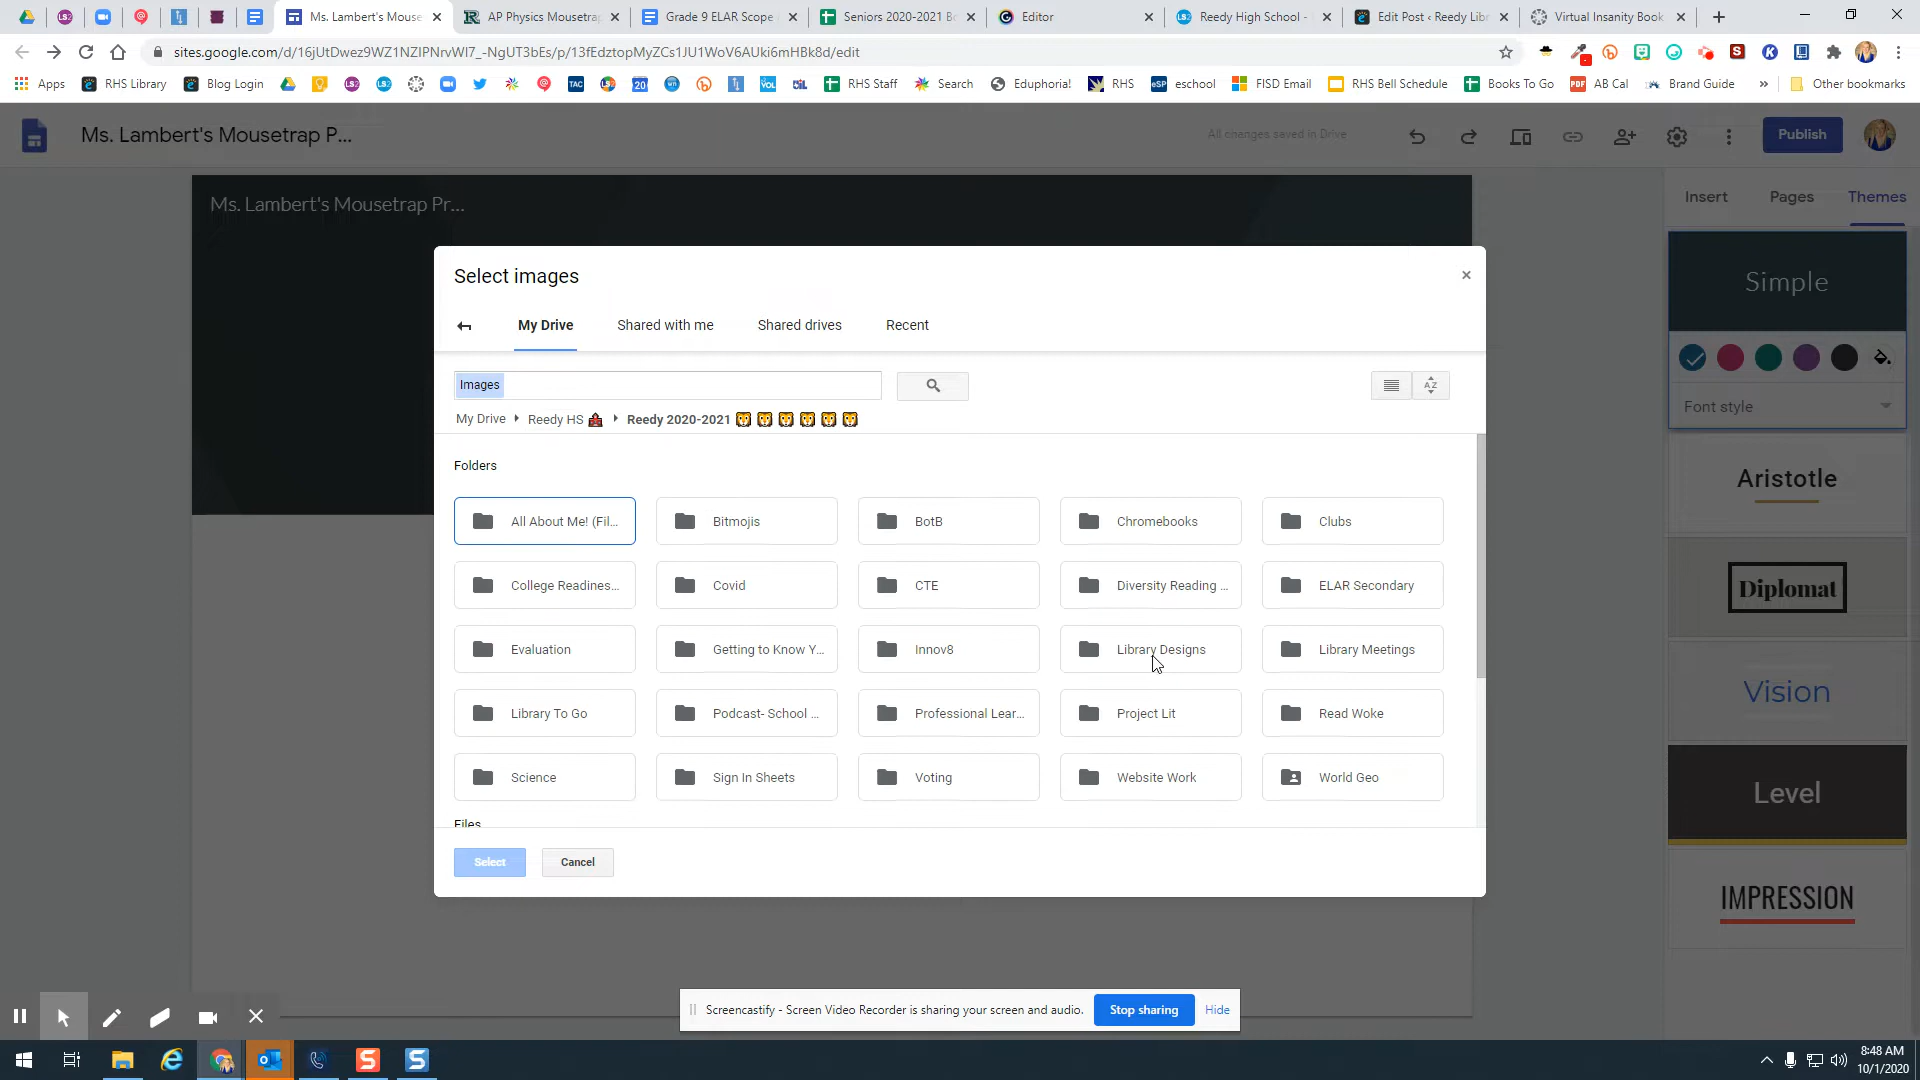 Ms. Lambert's Mousetrap P
AP Physics Mousetrap
Grade 9 ELAR Scope
Seniors 2020-2021 B
Editor
Reedy High School -
Edit Post ‹ Reedy Lib
Virtual Insanity Book
sites.google.com/d/16jUtDwez9WZ1NZIPNrvWI7_-NgUT3bEs/p/13fEdztopMyZCs1JU1WoV6AUki6mHBk8d/edit
Apps
RHS Library
Blog Login
RHS Staff
Search
Eduphoria!
RHS
eschool
FISD Email
RHS Bell Schedule
Books To Go
AB Cal
Brand Guide
»
Other bookmarks
Ms. Lambert's Mousetrap P...
All changes saved in Drive
Publish
Ms. Lambert's Mousetrap Pr...
Insert
Pages
Themes
Select images
My Drive
Shared with me
Shared drives
Recent
Images
My Drive
Reedy HS
Reedy 2020-2021
Folders
All About Me! (Fil...
Bitmojis
BotB
Chromebooks
Clubs
College Readines...
Covid
CTE
Diversity Reading ...
ELAR Secondary
Evaluation
Getting to Know Y...
Innov8
Library Designs
Library Meetings
Library To Go
Podcast- School ...
Professional Lear...
Project Lit
Read Woke
Science
Sign In Sheets
Voting
Website Work
World Geo
Files
Select
Cancel
Simple
Font style
Aristotle
Diplomat
Vision
Level
IMPRESSION
Screencastify - Screen Video Recorder is sharing your screen and audio.
Stop sharing
Hide
8:48 AM
10/1/2020